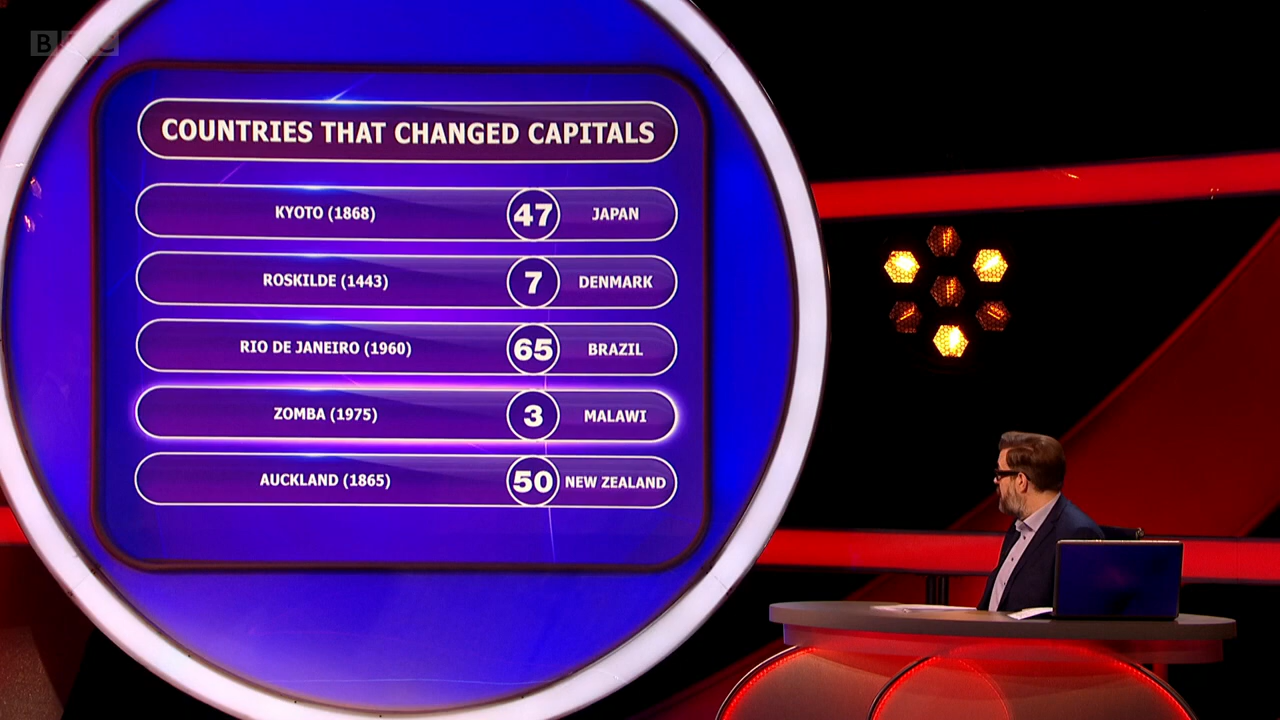 BBC
COUNTRIES THAT CHANGED CAPITALS
KYOTO (1868) 47 JAPAN
ROSKILDE (1443) 7 DENMARK
RIO DE JANEIRO (1960) 65 BRAZIL
ZOMBA (1975) 3 MALAWI
AUCKLAND (1865) 50 NEW ZEALAND